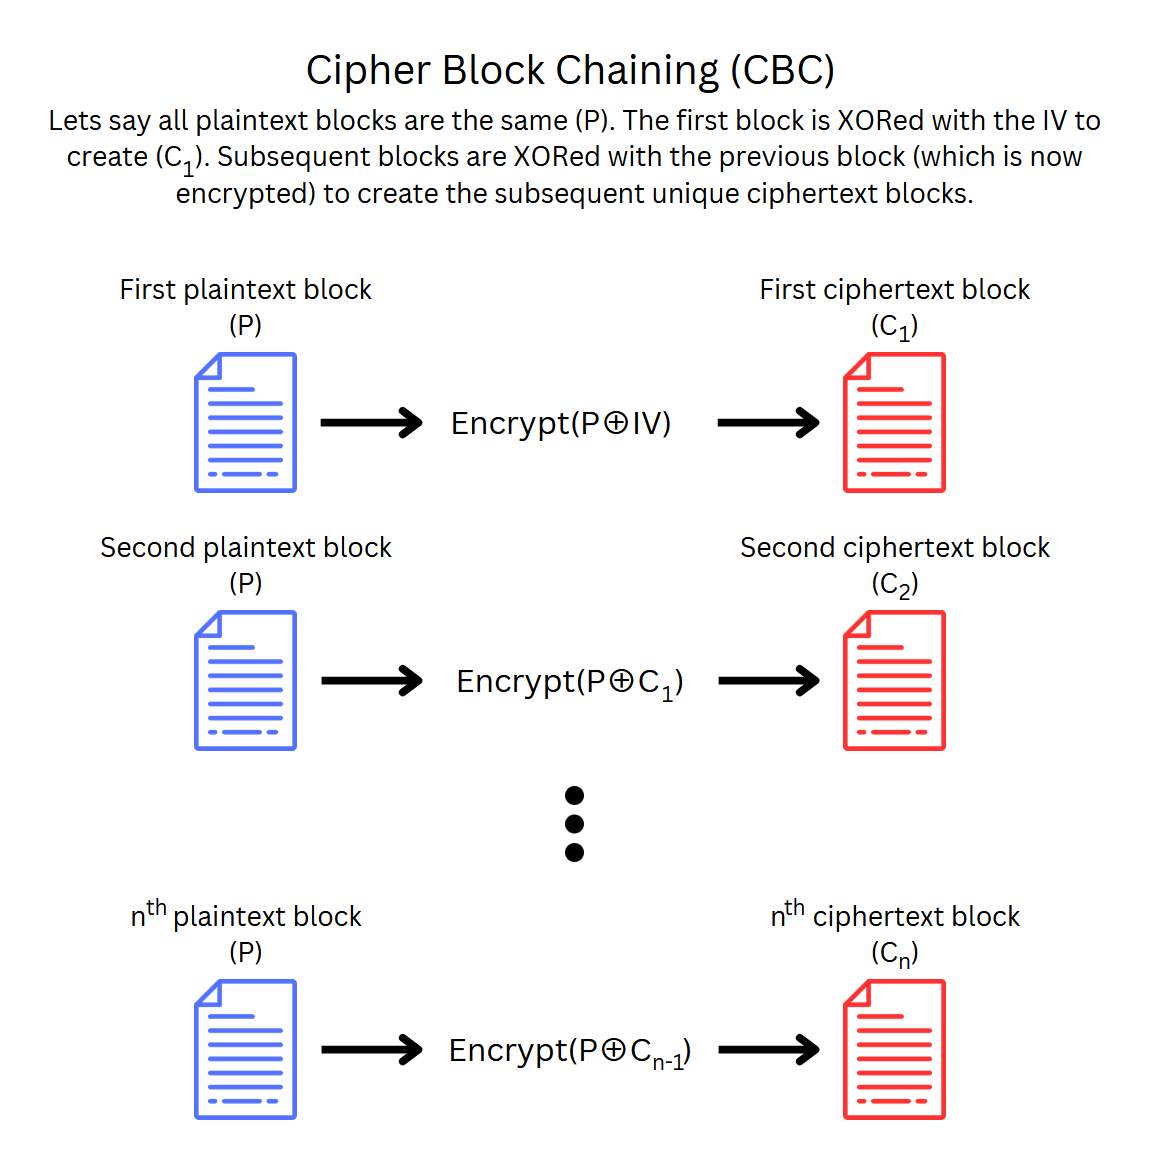 Cipher Block Chaining (CBC)
Lets say all plaintext blocks are the same (P). The first block is XORed with the IV to
create (C₁). Subsequent blocks are XORed with the previous block (which is now
encrypted) to create the subsequent unique ciphertext blocks.
First plaintext block
(P)
Encrypt(P⊕IV)
First ciphertext block
(C₁)
Second plaintext block
(P)
Encrypt(P⊕C₁)
Second ciphertext block
(C₂)
nᵗʰ plaintext block
(P)
Encrypt(P⊕Cₙ₋₁)
nᵗʰ ciphertext block
(Cₙ)